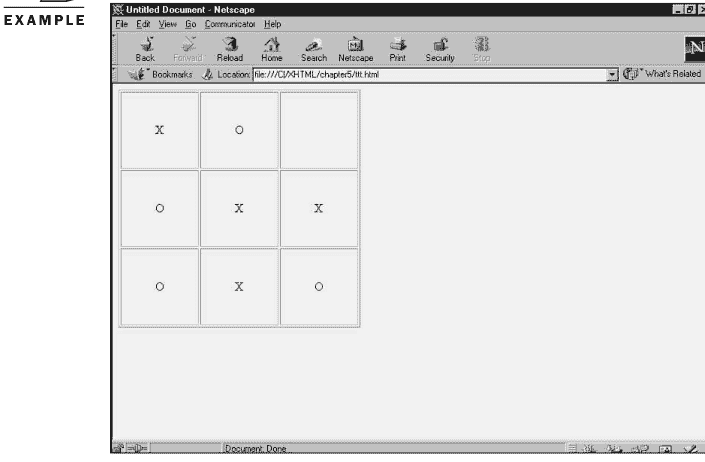 EXAMPLE
Untitled Document - Netscape
File Edit View Go Communicator Help
Back Forward Reload Home Search Netscape Print Security Stop
Bookmarks Location: file:///C|/XHTML/chapter5/ttt.html What's Related
N
X O
O X X
O X O
Document: Done